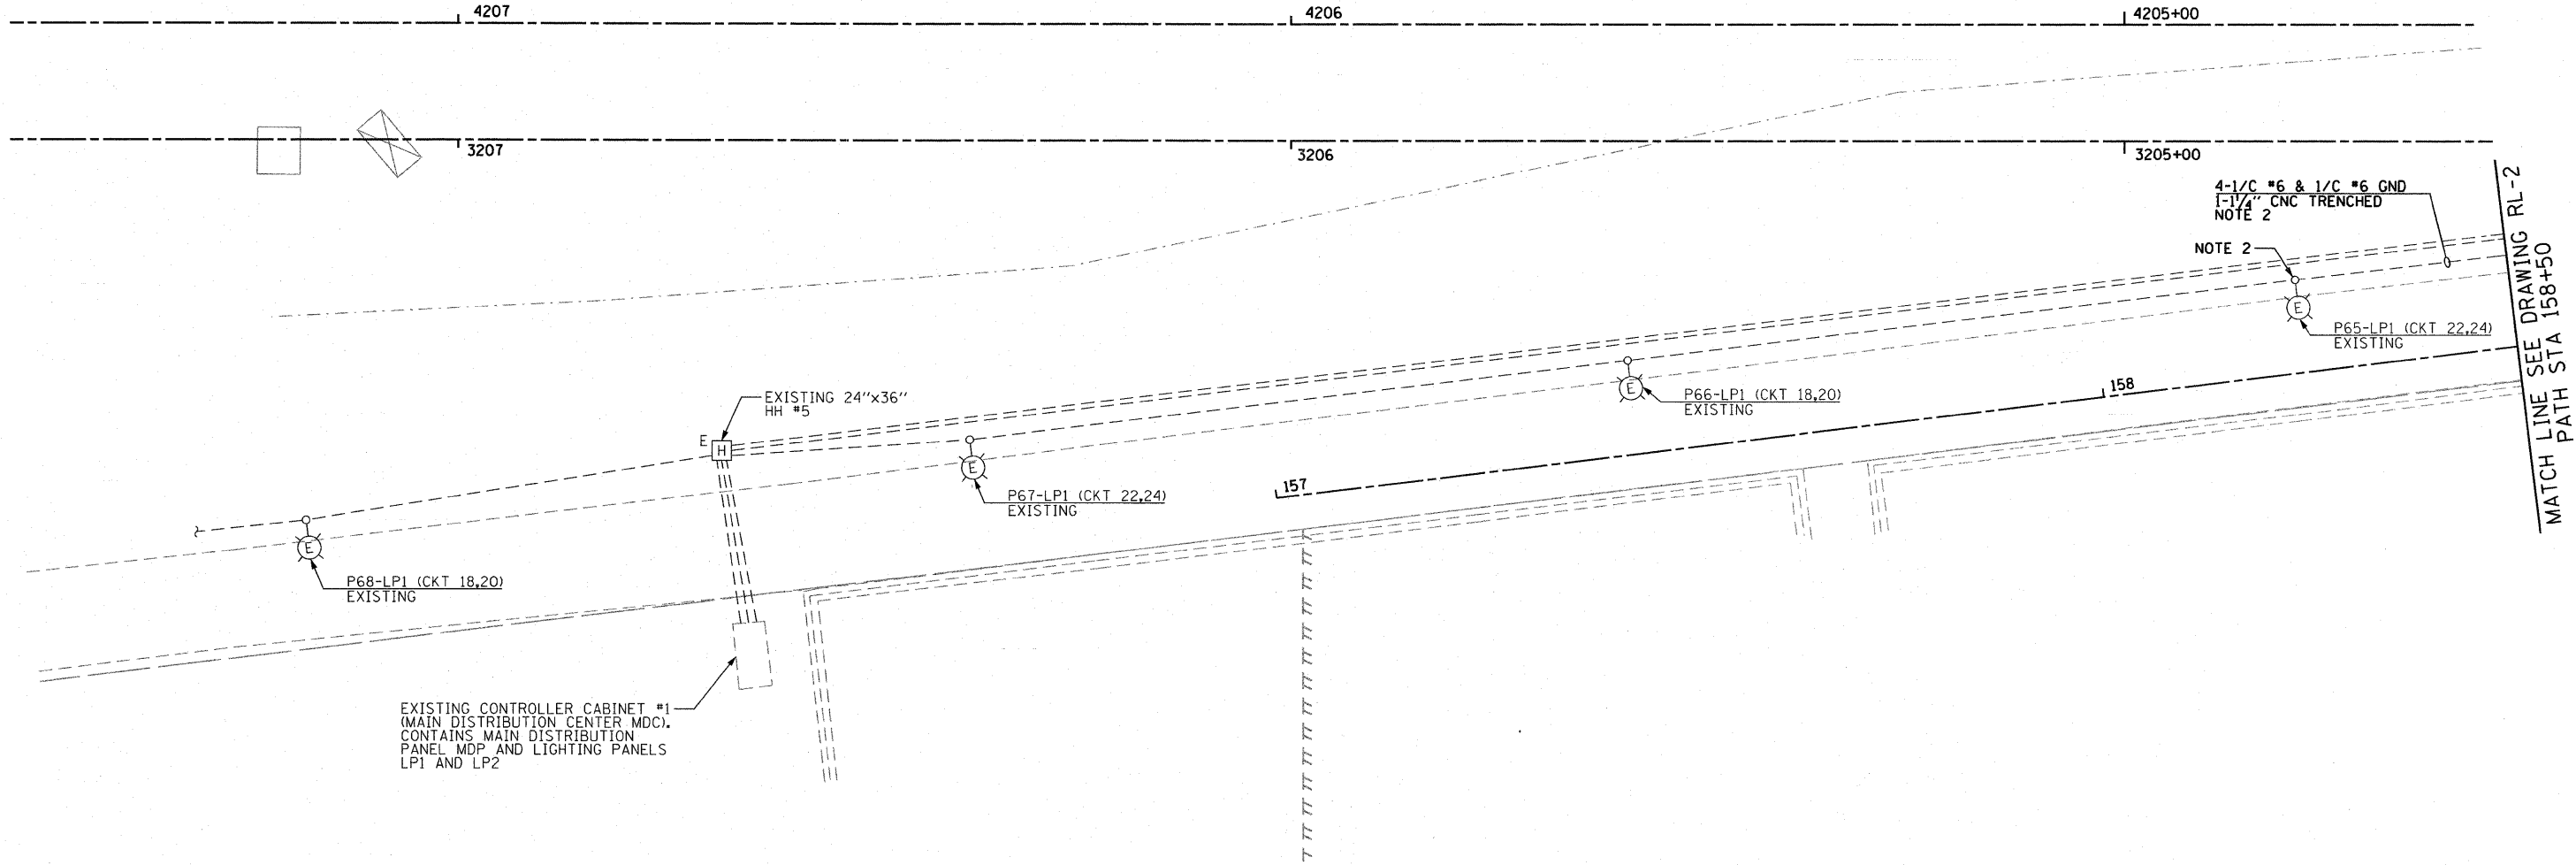 4207
4206
4205+00
3207
3206
3205+00
4-1/C #6 & 1/C #6 GND
1-1¼" CNC TRENCHED
NOTE 2
NOTE 2
E
P65-LP1 (CKT 22,24)
EXISTING
MATCH LINE SEE DRAWING RL-2
PATH STA 158+50
158
E
P66-LP1 (CKT 18,20)
EXISTING
EXISTING 24"x36"
HH #5
E
H
E
P67-LP1 (CKT 22,24)
EXISTING
157
E
P68-LP1 (CKT 18,20)
EXISTING
EXISTING CONTROLLER CABINET #1
(MAIN DISTRIBUTION CENTER MDC).
CONTAINS MAIN DISTRIBUTION
PANEL MDP AND LIGHTING PANELS
LP1 AND LP2